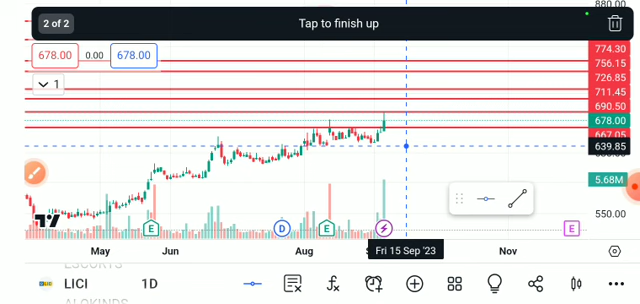 880.00
2 of 2 Tap to finish up
774.30
678.00 0.00 678.00
756.15
726.85
1
711.45
690.50
678.00
667.05
639.85
5.68M
550.00
E D E E
May Jun Aug Nov
Fri 15 Sep '23
ESCORTS
LICI 1D
ALOKINDS